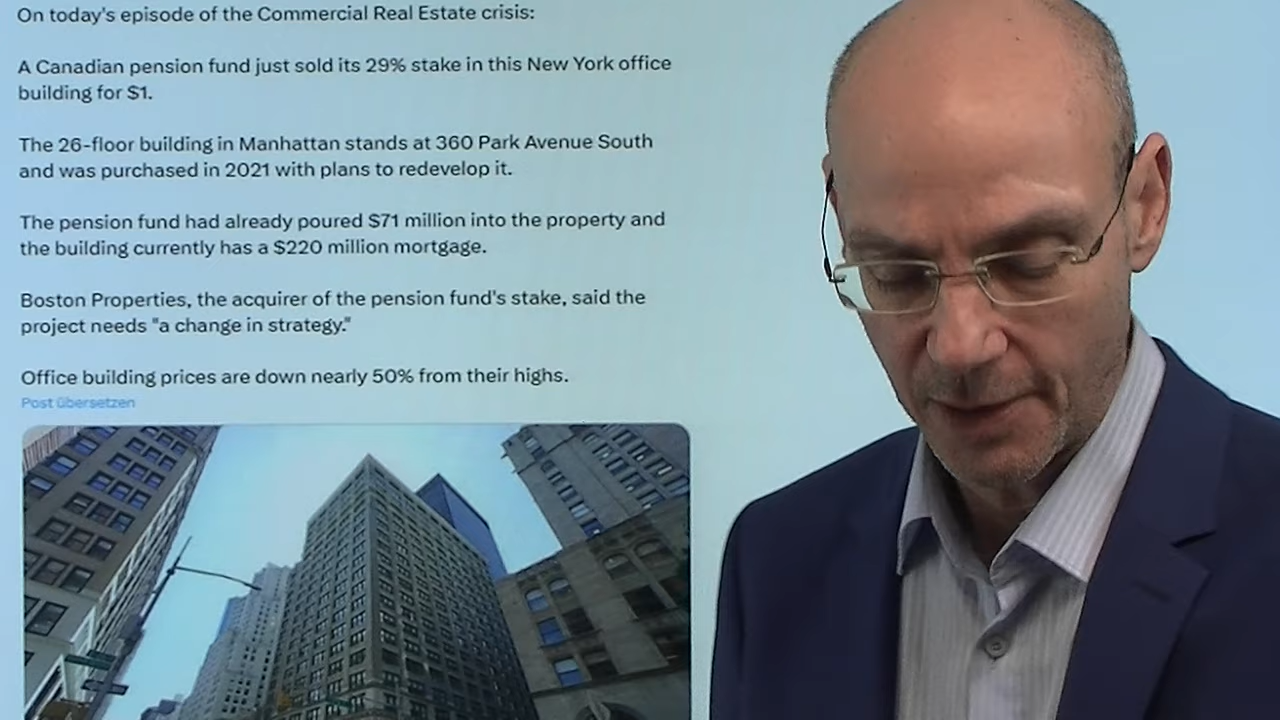 On today's episode of the Commercial Real Estate crisis:
A Canadian pension fund just sold its 29% stake in this New York office
building for $1.
The 26-floor building in Manhattan stands at 360 Park Avenue South
and was purchased in 2021 with plans to redevelop it.
The pension fund had already poured $71 million into the property and
the building currently has a $220 million mortgage.
Boston Properties, the acquirer of the pension fund's stake, said the
project needs "a change in strategy."
Office building prices are down nearly 50% from their highs.
Post übersetzen